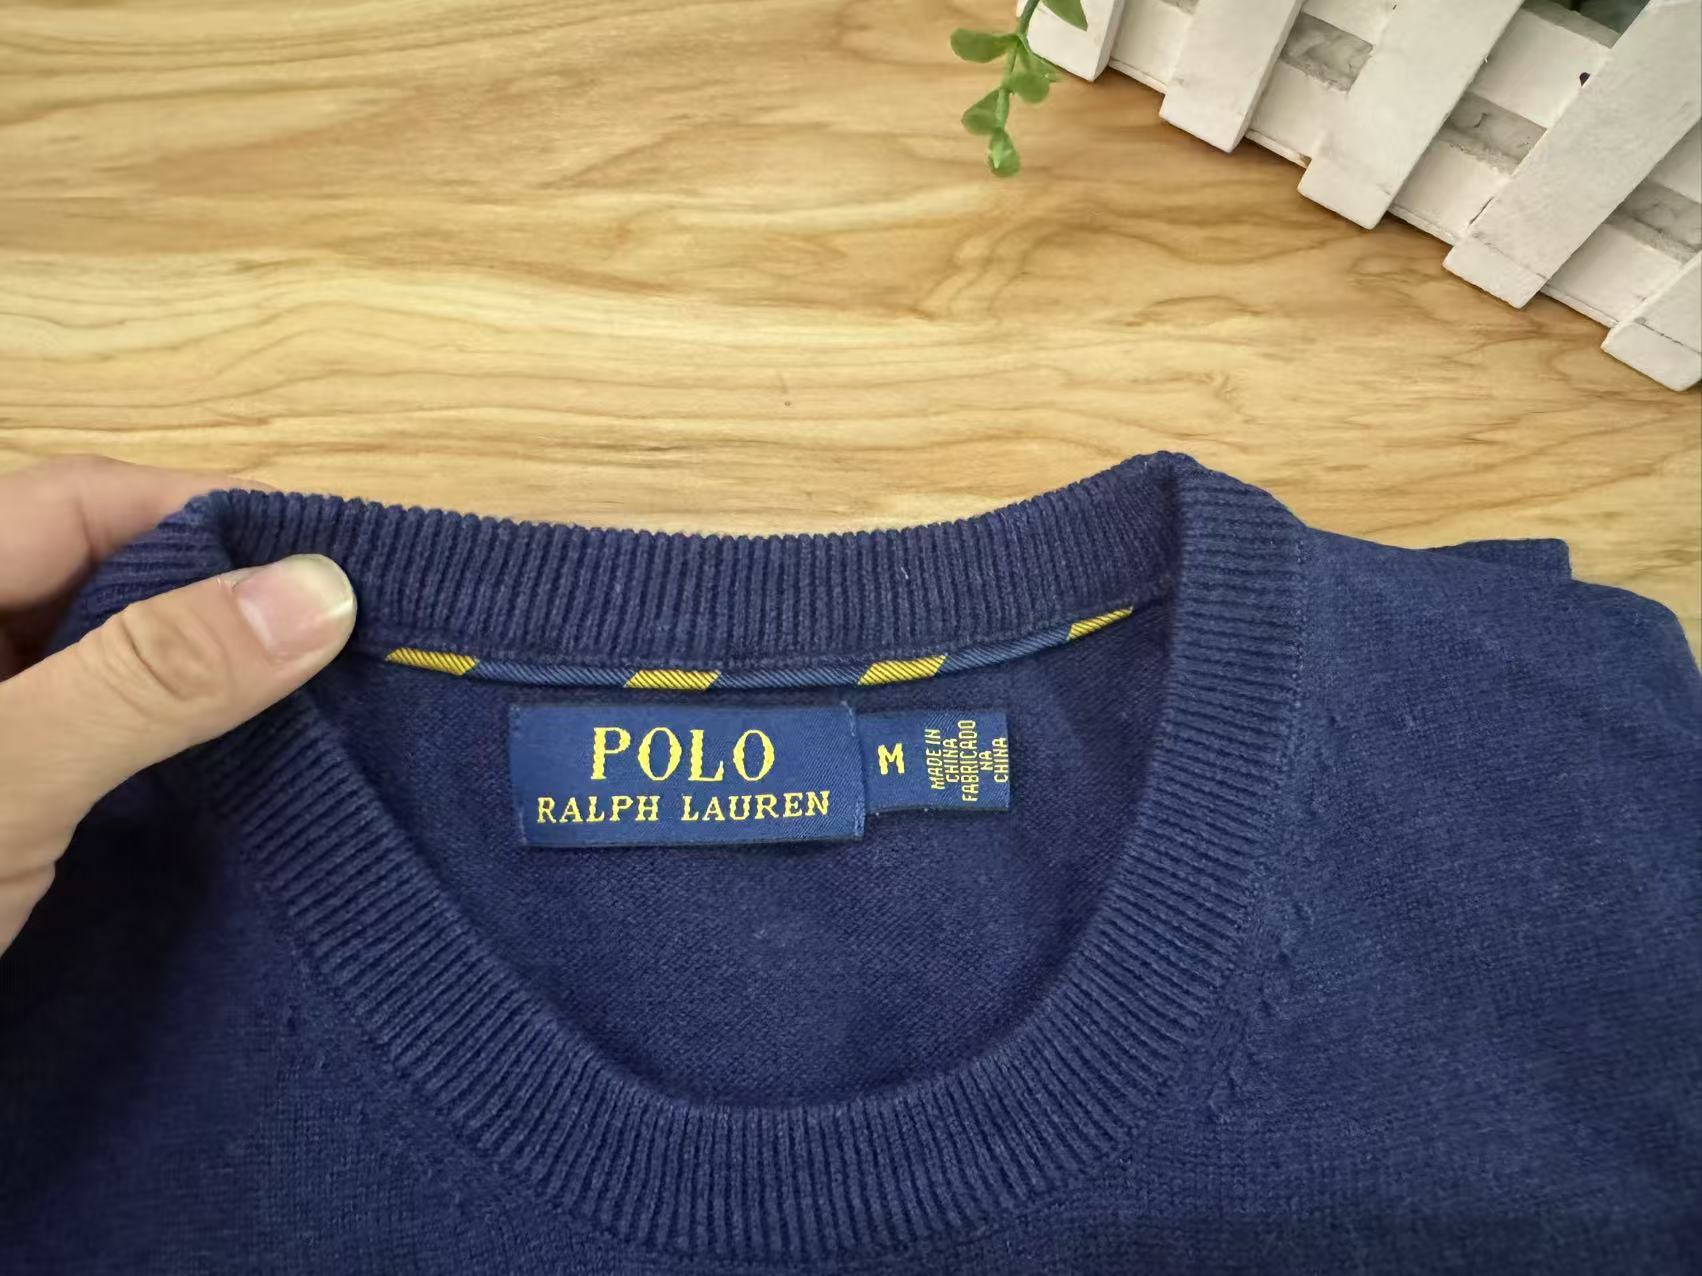 POLO
RALPH LAUREN
M
MADE IN
CHINA
FABRICADO
NA
CHINA